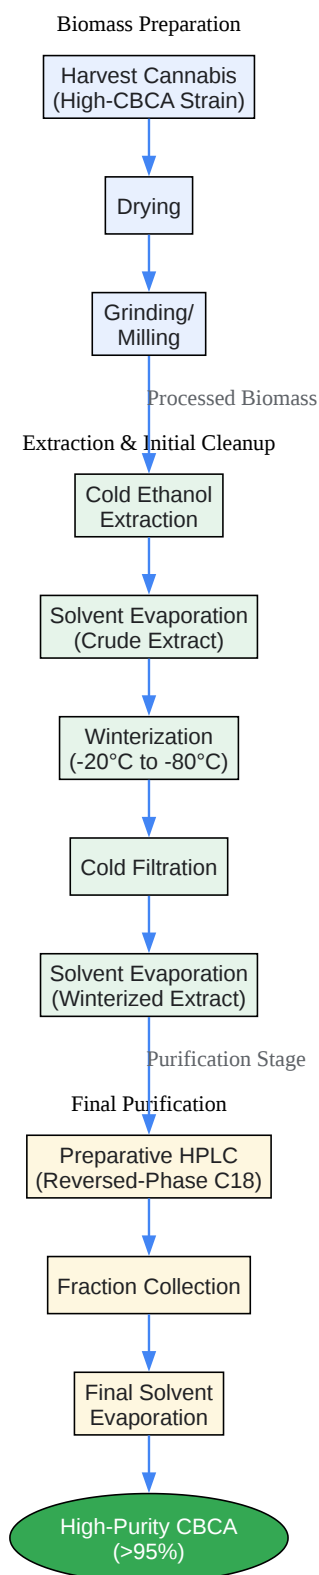 Biomass Preparation
Harvest Cannabis
(High-CBCA Strain)
Drying
Grinding/
Milling
Processed Biomass
Extraction & Initial Cleanup
Cold Ethanol
Extraction
Solvent Evaporation
(Crude Extract)
Winterization
(-20°C to -80°C)
Cold Filtration
Solvent Evaporation
(Winterized Extract)
Purification Stage
Final Purification
Preparative HPLC
(Reversed-Phase C18)
Fraction Collection
Final Solvent
Evaporation
High-Purity CBCA
(>95%)